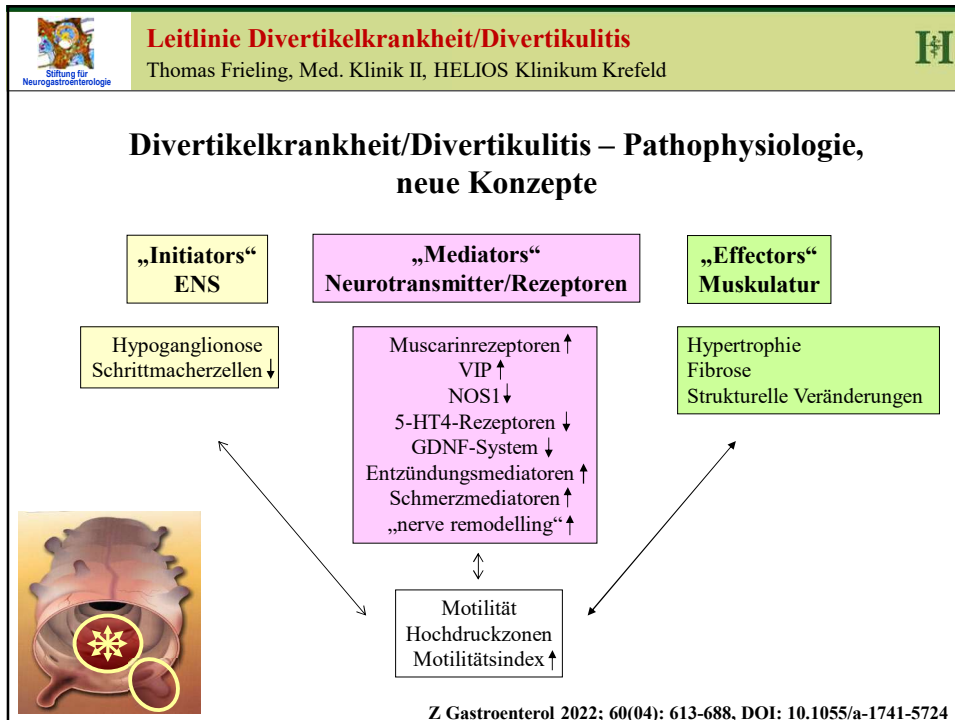 Stiftung für
Neurogastroenterologie
Leitlinie Divertikelkrankheit/Divertikulitis
Thomas Frieling, Med. Klinik II, HELIOS Klinikum Krefeld
H
Divertikelkrankheit/Divertikulitis – Pathophysiologie,
neue Konzepte
„Initiators“
ENS
Hypoganglionose
Schrittmacherzellen ↓
„Mediators“
Neurotransmitter/Rezeptoren
Muscarinrezeptoren ↑
VIP ↑
NOS1 ↓
5-HT4-Rezeptoren ↓
GDNF-System ↓
Entzündungsmediatoren ↑
Schmerzmediatoren ↑
„nerve remodelling“ ↑
„Effectors“
Muskulatur
Hypertrophie
Fibrose
Strukturelle Veränderungen
Motilität
Hochdruckzonen
Motilitätsindex ↑
Z Gastroenterol 2022; 60(04): 613-688, DOI: 10.1055/a-1741-5724